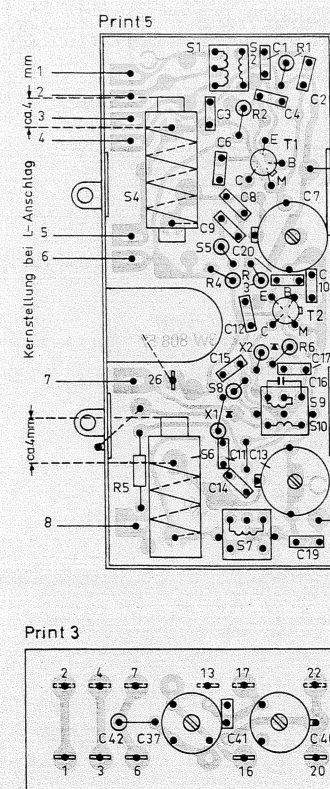 Print 5
S1
S2
C1
R1
mm
1
2
ca.4
3
4
C3
R2
C4
C2
E
T1
B
C6
C
M
S4
C8
C7
C9
S5
C20
5
6
R4
R3
C10
E
B
T2
C
M
C12
X2
R6
C17
C15
C16
7
26
S8
S9
S10
X1
ca.4mm
S6
C11
C13
C14
R5
8
S7
C19
Kernstellung bei L-Anschlag
Print 3
2 4 7 13 17 22
C42 C37 C41
1 3 6 16 20